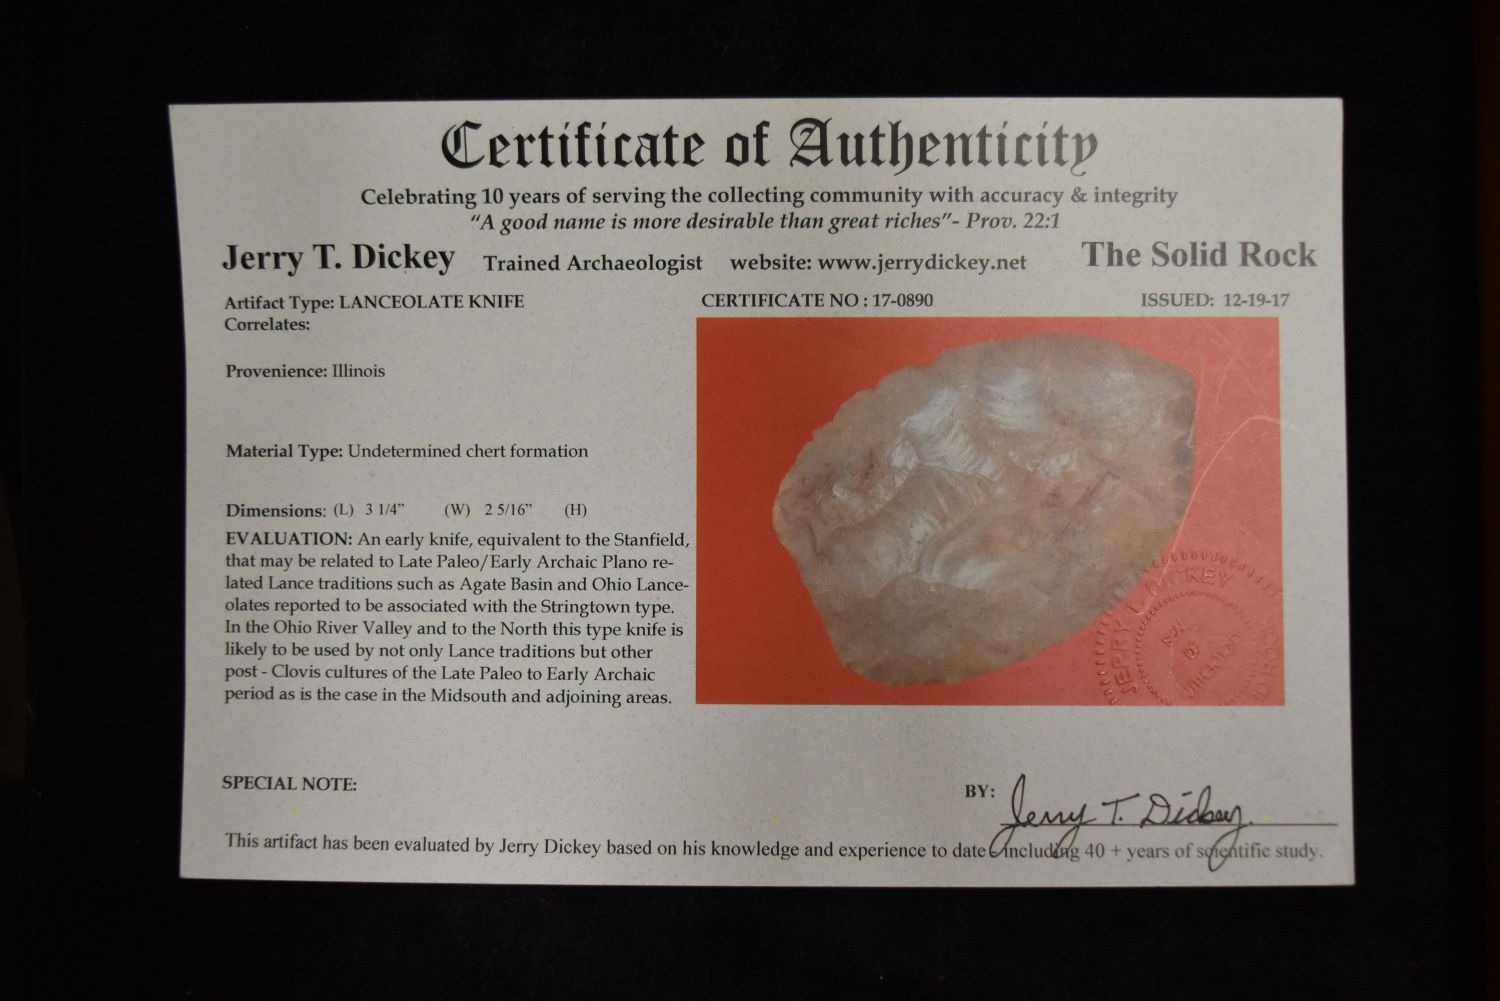 Certificate of Authenticity
Celebrating 10 years of serving the collecting community with accuracy & integrity
"A good name is more desirable than great riches"- Prov. 22:1
Jerry T. Dickey Trained Archaeologist website: www.jerrydickey.net The Solid Rock
Artifact Type: LANCEOLATE KNIFE
Correlates:
Provenience: Illinois
Material Type: Undetermined chert formation
Dimensions: (L) 3 1/4" (W) 2 5/16" (H)
EVALUATION: An early knife, equivalent to the Stanfield,
that may be related to Late Paleo/Early Archaic Plano re-
lated Lance traditions such as Agate Basin and Ohio Lance-
olates reported to be associated with the Stringtown type.
In the Ohio River Valley and to the North this type knife is
likely to be used by not only Lance traditions but other
post - Clovis cultures of the Late Paleo to Early Archaic
period as is the case in the Midsouth and adjoining areas.
CERTIFICATE NO : 17-0890 ISSUED: 12-19-17
JERRY T. DICKEY
SPECIAL NOTE:
BY: Jerry T. Dickey
This artifact has been evaluated by Jerry Dickey based on his knowledge and experience to date including 40 + years of scientific study.